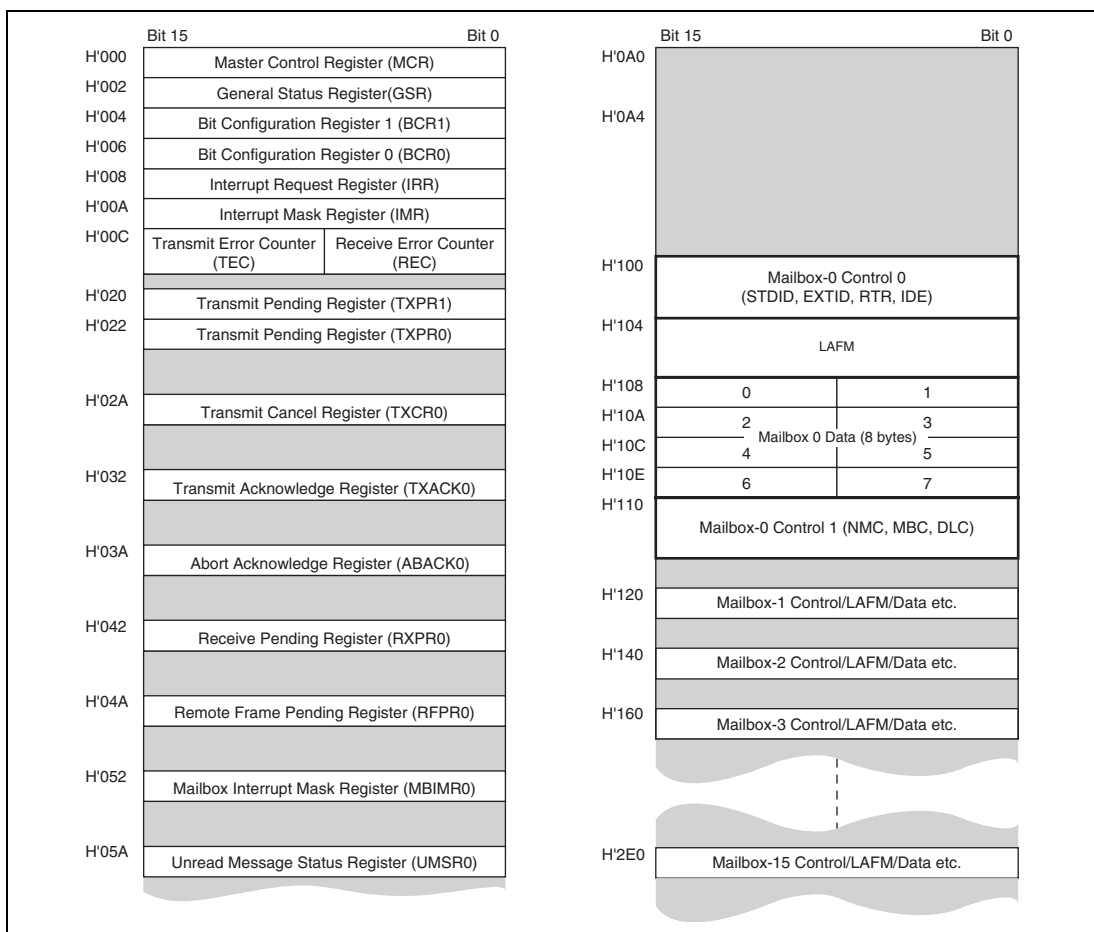 Bit 15 Bit 0
H'000 Master Control Register (MCR)
H'002 General Status Register(GSR)
H'004 Bit Configuration Register 1 (BCR1)
H'006 Bit Configuration Register 0 (BCR0)
H'008 Interrupt Request Register (IRR)
H'00A Interrupt Mask Register (IMR)
H'00C Transmit Error Counter (TEC) Receive Error Counter (REC)
H'020 Transmit Pending Register (TXPR1)
H'022 Transmit Pending Register (TXPR0)
H'02A Transmit Cancel Register (TXCR0)
H'032 Transmit Acknowledge Register (TXACK0)
H'03A Abort Acknowledge Register (ABACK0)
H'042 Receive Pending Register (RXPR0)
H'04A Remote Frame Pending Register (RFPR0)
H'052 Mailbox Interrupt Mask Register (MBIMR0)
H'05A Unread Message Status Register (UMSR0)
Bit 15 Bit 0
H'0A0
H'0A4
H'100 Mailbox-0 Control 0
(STDID, EXTID, RTR, IDE)
H'104 LAFM
H'108 0 1
H'10A 2 3
Mailbox 0 Data (8 bytes)
H'10C 4 5
H'10E 6 7
H'110 Mailbox-0 Control 1 (NMC, MBC, DLC)
H'120 Mailbox-1 Control/LAFM/Data etc.
H'140 Mailbox-2 Control/LAFM/Data etc.
H'160 Mailbox-3 Control/LAFM/Data etc.
H'2E0 Mailbox-15 Control/LAFM/Data etc.